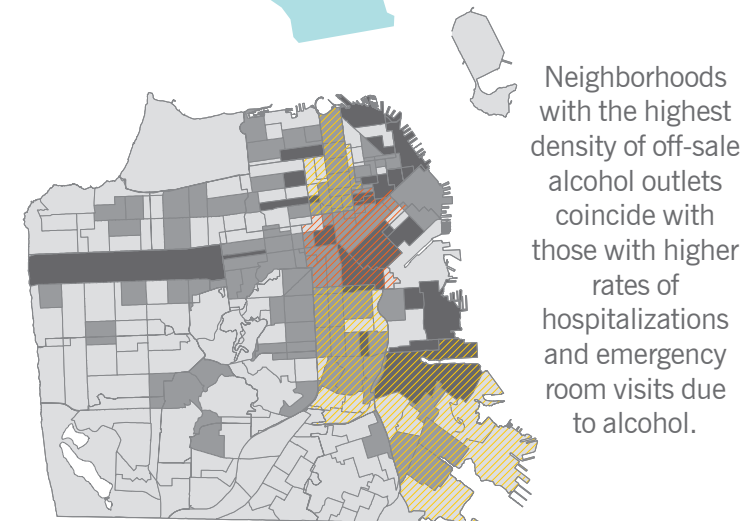 Neighborhoods
with the highest
density of off-sale
alcohol outlets
coincide with
those with higher
rates of
hospitalizations
and emergency
room visits due
to alcohol.